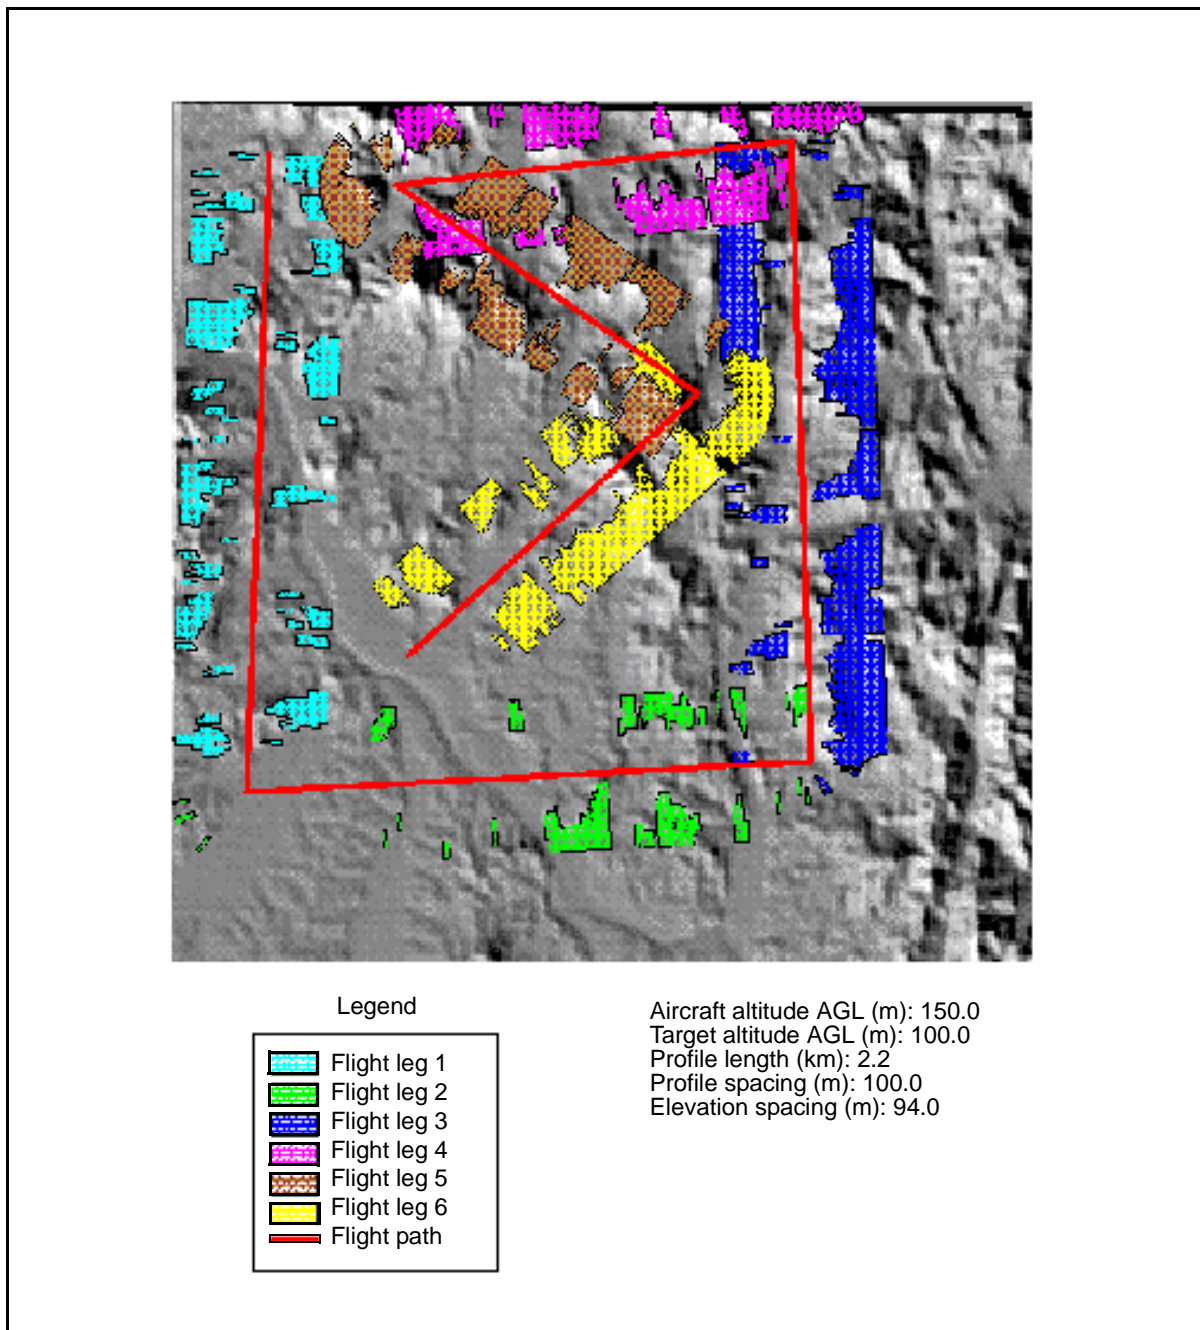 Legend
Flight leg 1
Flight leg 2
Flight leg 3
Flight leg 4
Flight leg 5
Flight leg 6
Flight path
Aircraft altitude AGL (m): 150.0
Target altitude AGL (m): 100.0
Profile length (km): 2.2
Profile spacing (m): 100.0
Elevation spacing (m): 94.0